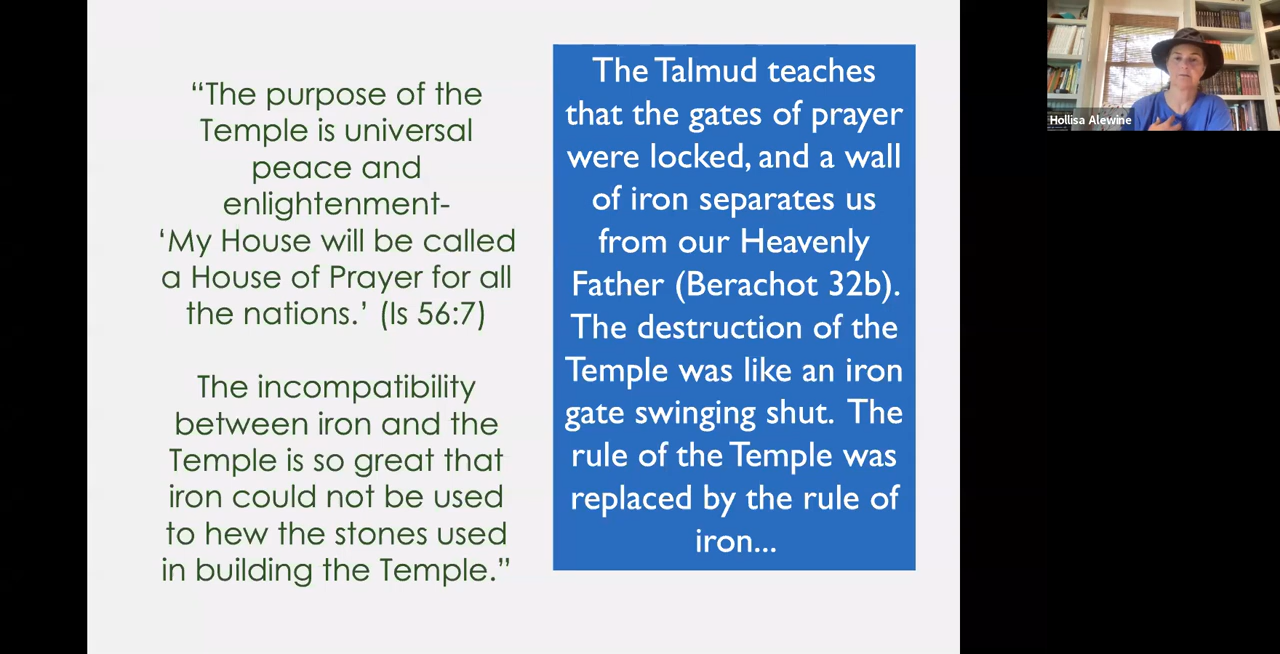 “The purpose of the
Temple is universal
peace and
enlightenment-
‘My House will be called
a House of Prayer for all
the nations.’ (Is 56:7)
The incompatibility
between iron and the
Temple is so great that
iron could not be used
to hew the stones used
in building the Temple.”
The Talmud teaches
that the gates of prayer
were locked, and a wall
of iron separates us
from our Heavenly
Father (Berachot 32b).
The destruction of the
Temple was like an iron
gate swinging shut. The
rule of the Temple was
replaced by the rule of
iron...
Hollisa Alewine